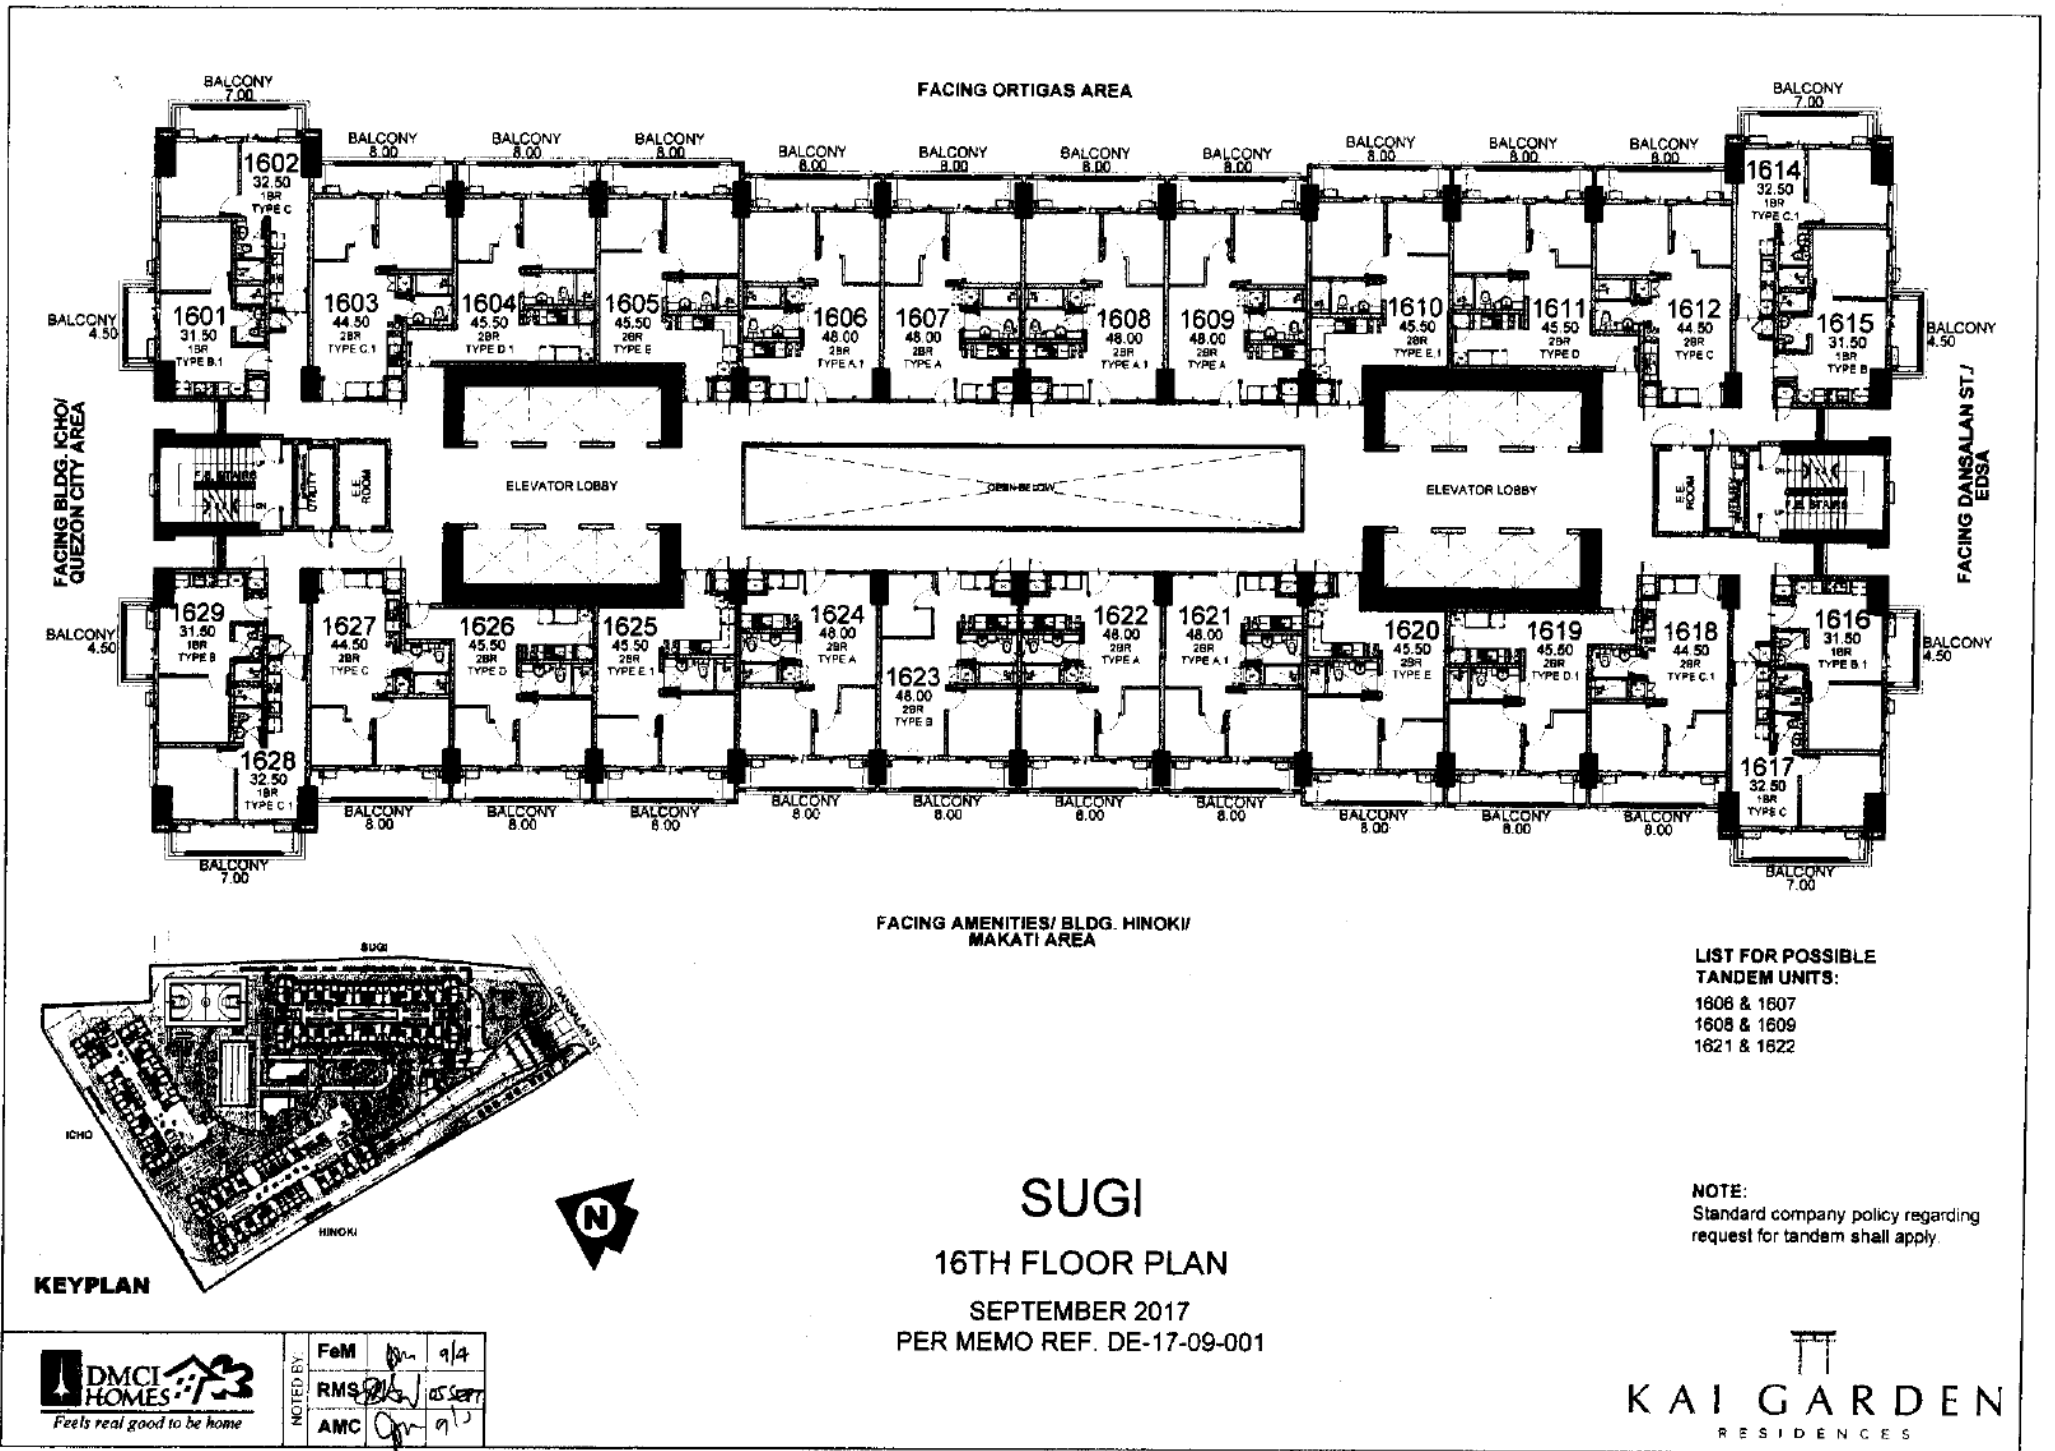 FACING ORTIGAS AREA
BALCONY
7.00
BALCONY
8.00
BALCONY
8.00
BALCONY
8.00
BALCONY
8.00
BALCONY
8.00
BALCONY
8.00
BALCONY
8.00
BALCONY
8.00
BALCONY
8.00
BALCONY
8.00
BALCONY
7.00
1602
32.50
1BR
TYPE C
1614
32.50
1BR
TYPE C.1
BALCONY
4.50
1601
31.50
1BR
TYPE B.1
1603
44.50
2BR
TYPE C.1
1604
45.50
2BR
TYPE D.1
1605
45.50
2BR
TYPE E
1606
48.00
2BR
TYPE A.1
1607
48.00
2BR
TYPE A
1608
48.00
2BR
TYPE A.1
1609
48.00
2BR
TYPE A
1610
45.50
2BR
TYPE E.1
1611
45.50
2BR
TYPE D
1612
44.50
2BR
TYPE C
1615
31.50
1BR
TYPE B
BALCONY
4.50
FACING BLDG. ICHO/
QUEZON CITY AREA
F.E. STAIRS
UP
DN
UTILITY
E.E.
ROOM
ELEVATOR LOBBY
OPEN BELOW
ELEVATOR LOBBY
E.E.
ROOM
UTILITY
DN
UP
F.E. STAIRS
FACING DANSALAN ST./
EDSA
BALCONY
4.50
1629
31.50
1BR
TYPE B
1627
44.50
2BR
TYPE C
1626
45.50
2BR
TYPE D
1625
45.50
2BR
TYPE E.1
1624
48.00
2BR
TYPE A
1623
48.00
2BR
TYPE B
1622
48.00
2BR
TYPE A
1621
48.00
2BR
TYPE A.1
1620
45.50
2BR
TYPE E
1619
45.50
2BR
TYPE D.1
1618
44.50
2BR
TYPE C.1
1616
31.50
1BR
TYPE B.1
BALCONY
4.50
1628
32.50
1BR
TYPE C.1
1617
32.50
1BR
TYPE C
BALCONY
7.00
BALCONY
8.00
BALCONY
8.00
BALCONY
8.00
BALCONY
8.00
BALCONY
8.00
BALCONY
8.00
BALCONY
8.00
BALCONY
8.00
BALCONY
8.00
BALCONY
8.00
BALCONY
7.00
FACING AMENITIES/ BLDG. HINOKI/
MAKATI AREA
SUGI
DANSALAN ST.
ICHO
HINOKI
KEYPLAN
N
LIST FOR POSSIBLE
TANDEM UNITS:
1606 & 1607
1608 & 1609
1621 & 1622
NOTE:
Standard company policy regarding
request for tandem shall apply.
SUGI
16TH FLOOR PLAN
SEPTEMBER 2017
PER MEMO REF. DE-17-09-001
DMCI
HOMES
Feels real good to be home
NOTED BY:
FeM 9/4
RMS 05 SEPT
AMC
KAI GARDEN
RESIDENCES